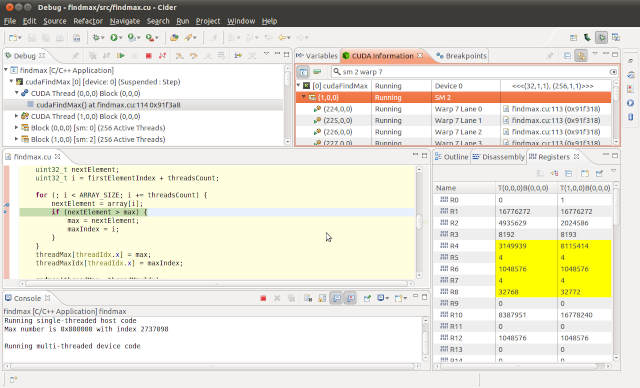 Debug - findmax/src/findmax.cu - Cider
File Edit Source Refactor Navigate Search Run Project Window Help
Debug
findmax [C/C++ Application]
cudaFindMax [0] [device: 0] (Suspended : Step)
CUDA Thread (0,0,0) Block (0,0,0)
cudaFindMax() at findmax.cu:114 0x91f3a8
CUDA Thread (1,0,0) Block (0,0,0)
Block (0,0,0) [sm: 0] (256 Active Threads)
Block (1,0,0) [sm: 2] (256 Active Threads)
Variables CUDA Information Breakpoints
sm 2 warp 7
[0] cudaFindMax Running Device 0 <<<(32,1,1), (256,1,1)>>>
(1,0,0) Running SM 2
(224,0,0) Running Warp 7 Lane 0 findmax.cu:113 (0x91f318)
(225,0,0) Running Warp 7 Lane 1 findmax.cu:113 (0x91f318)
(226,0,0) Running Warp 7 Lane 2 findmax.cu:113 (0x91f318)
(227,0,0) Running Warp 7 Lane 3 findmax.cu:113 (0x91f318)
findmax.cu
uint32_t nextElement;
uint32_t i = firstElementIndex + threadsCount;
for (; i < ARRAY_SIZE; i += threadsCount) {
nextElement = array[i];
if (nextElement > max) {
max = nextElement;
maxIndex = i;
}
}
threadMax[threadIdx.x] = max;
threadMaxIdx[threadIdx.x] = maxIndex;
Outline Disassembly Registers
Name T(0,0,0)B(0,0,0) T(1,0,0)B(0,0,0)
R0 0 1
R1 16776272 16776272
R2 4935629 2024586
R3 8192 8193
R4 3149939 8115414
R5 4 4
R6 1048576 1048576
R7 4 4
R8 32768 32772
R9 0 0
R10 8387951 16778240
R11 0 0
R12 1048576 1048576
R13 0 0
R14 0 0
Console
findmax [C/C++ Application] findmax
Running single-threaded host code
Max number is 0x800000 with index 2737098
Running multi-threaded device code